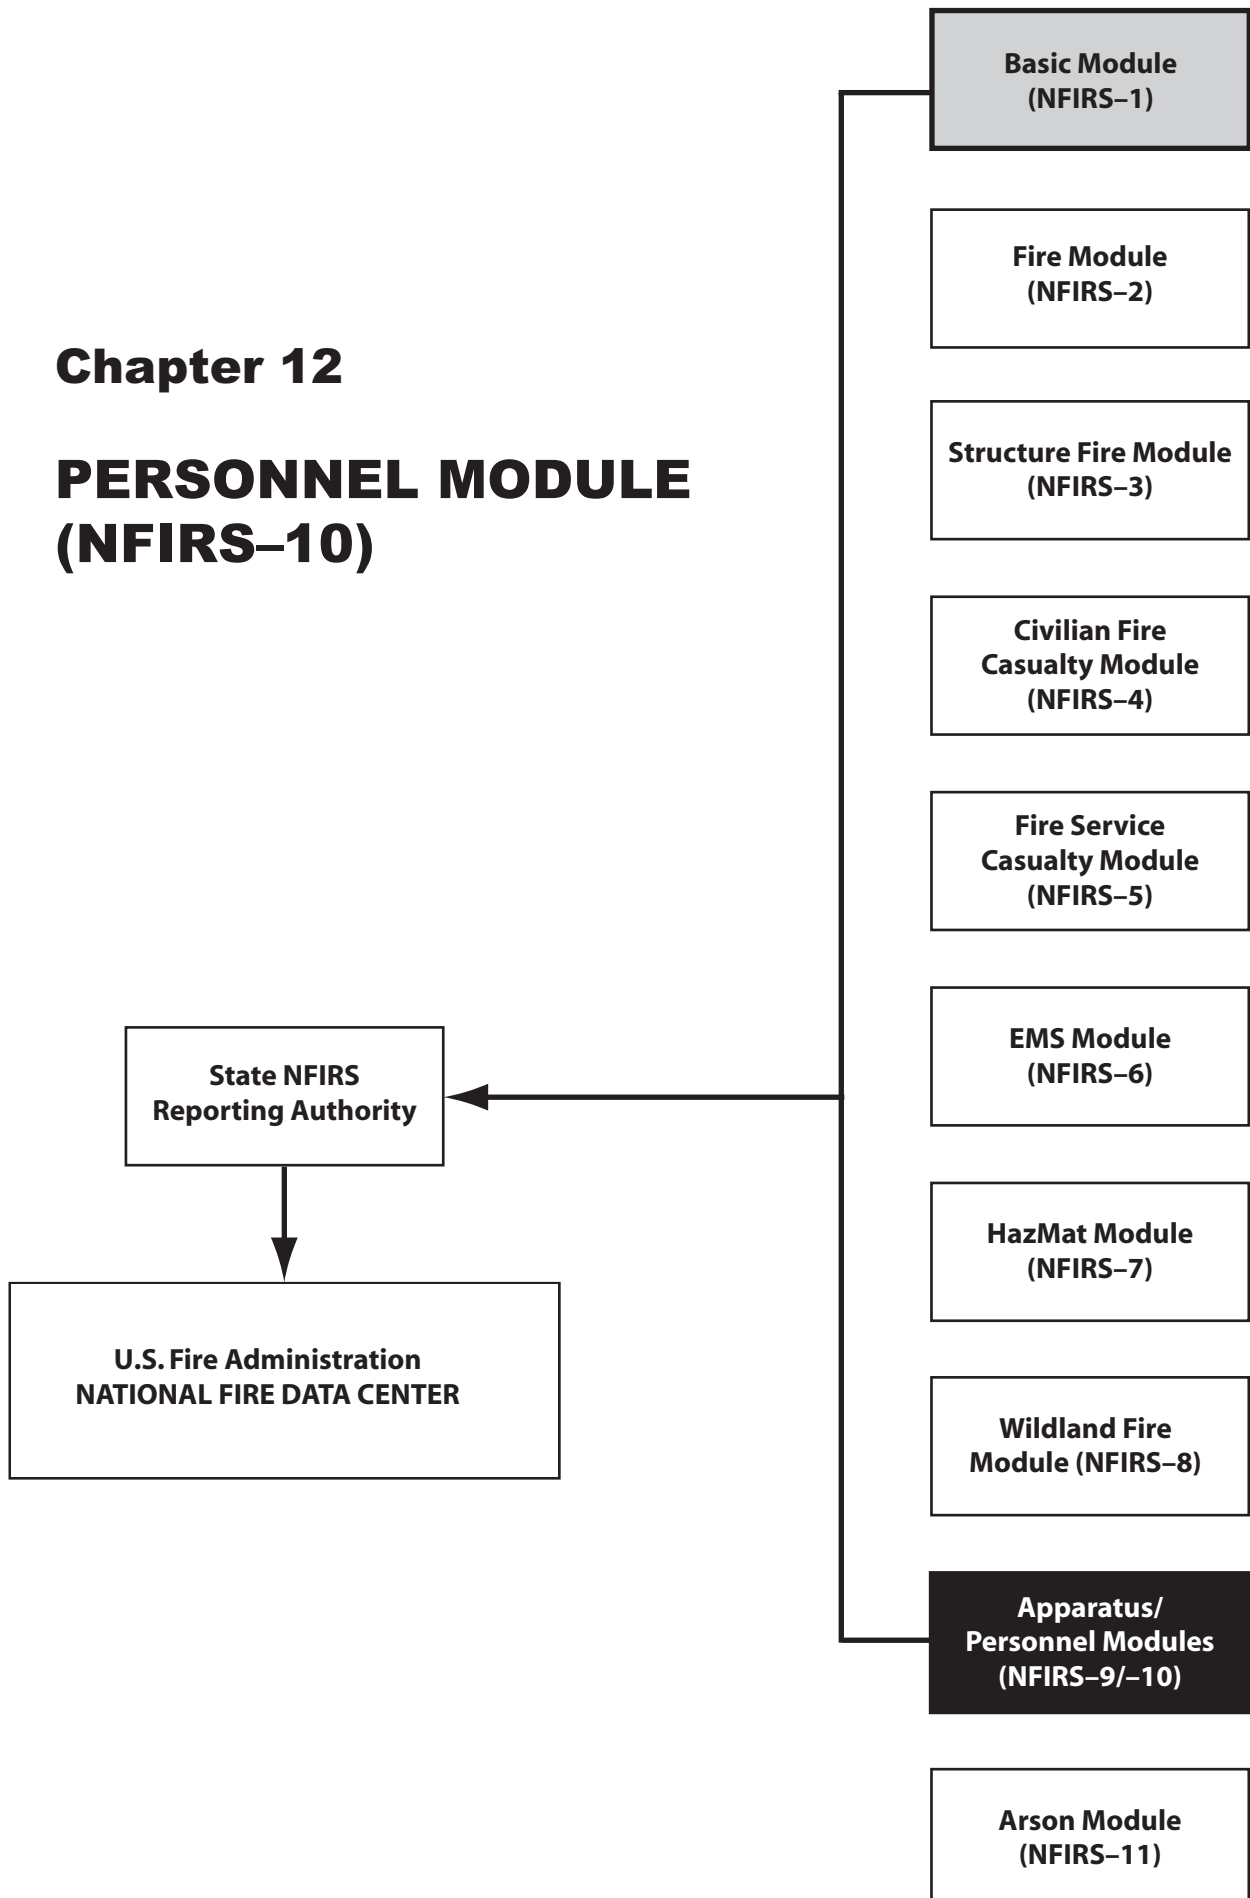 Chapter 12
PERSONNEL MODULE
(NFIRS–10)
Basic Module
(NFIRS–1)
Fire Module
(NFIRS–2)
Structure Fire Module
(NFIRS–3)
Civilian Fire
Casualty Module
(NFIRS–4)
Fire Service
Casualty Module
(NFIRS–5)
EMS Module
(NFIRS–6)
HazMat Module
(NFIRS–7)
Wildland Fire
Module (NFIRS–8)
Apparatus/
Personnel Modules
(NFIRS–9/–10)
Arson Module
(NFIRS–11)
State NFIRS
Reporting Authority
U.S. Fire Administration
NATIONAL FIRE DATA CENTER